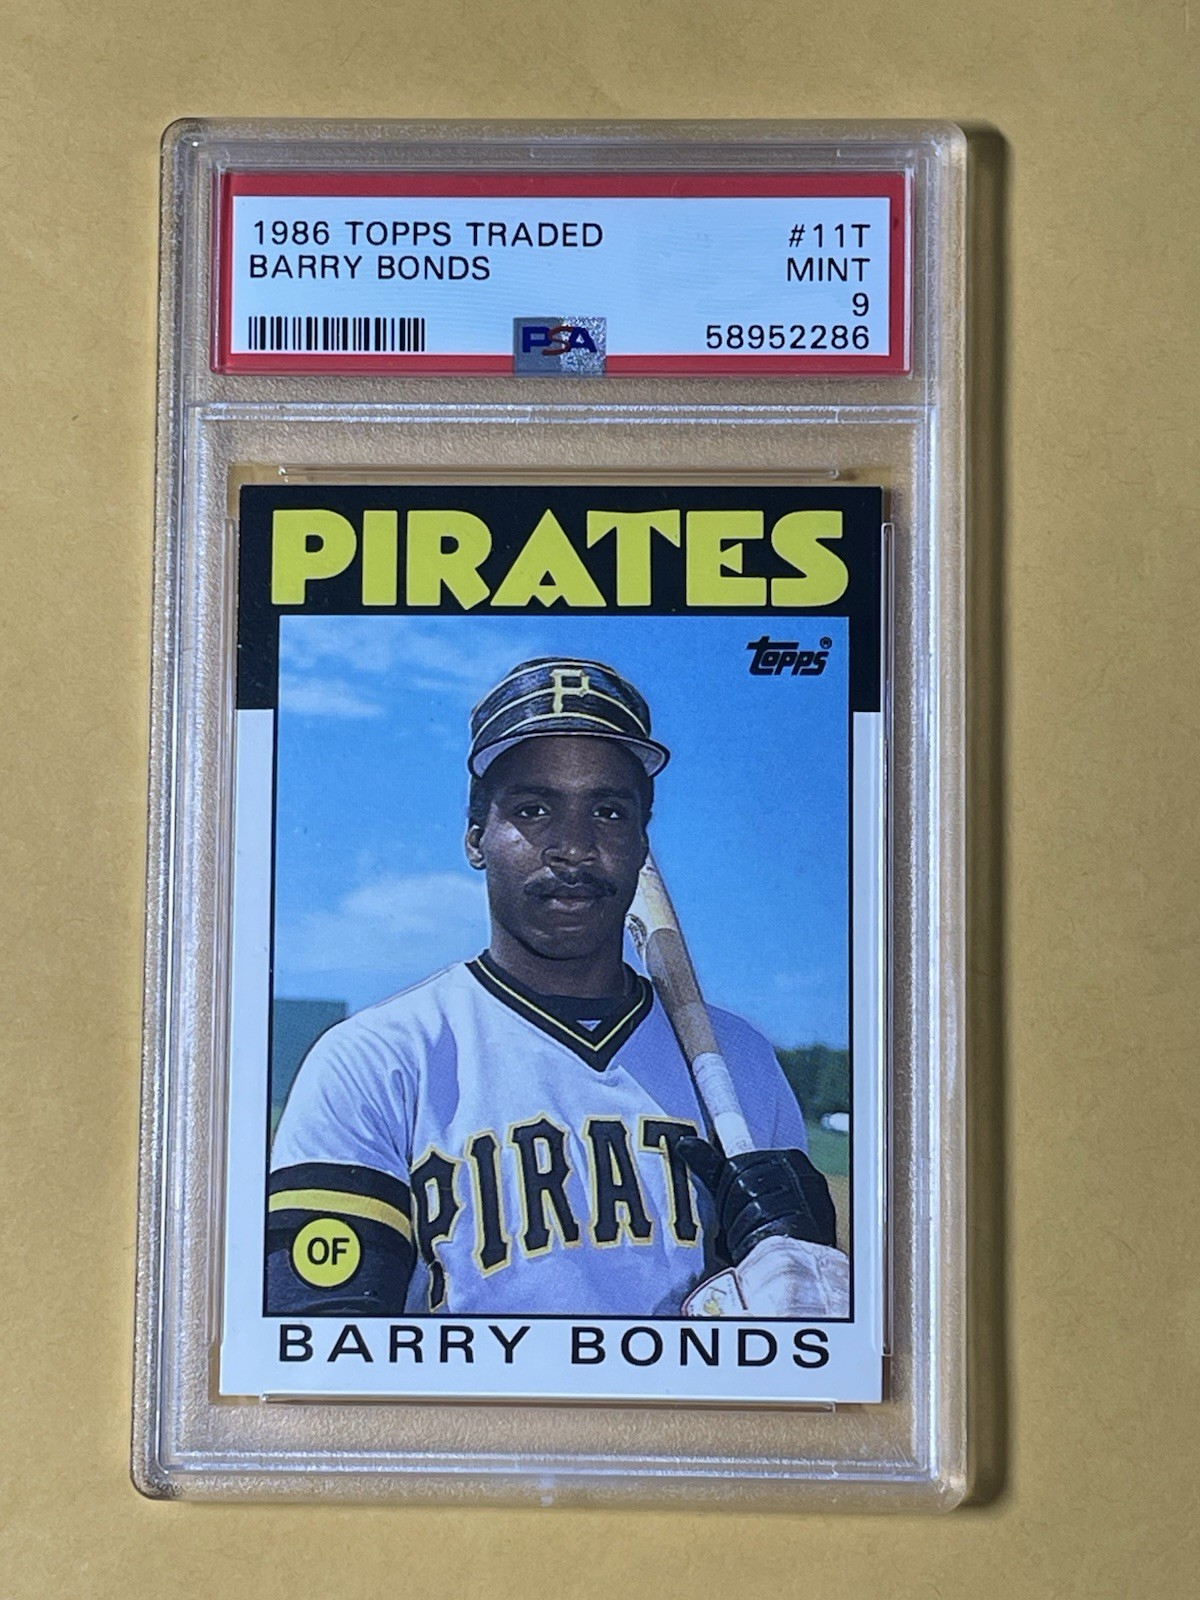 1986 TOPPS TRADED #11T
BARRY BONDS MINT
9
PSA 58952286
PIRATES
topps®
P
PIRAT
OF
BARRY BONDS